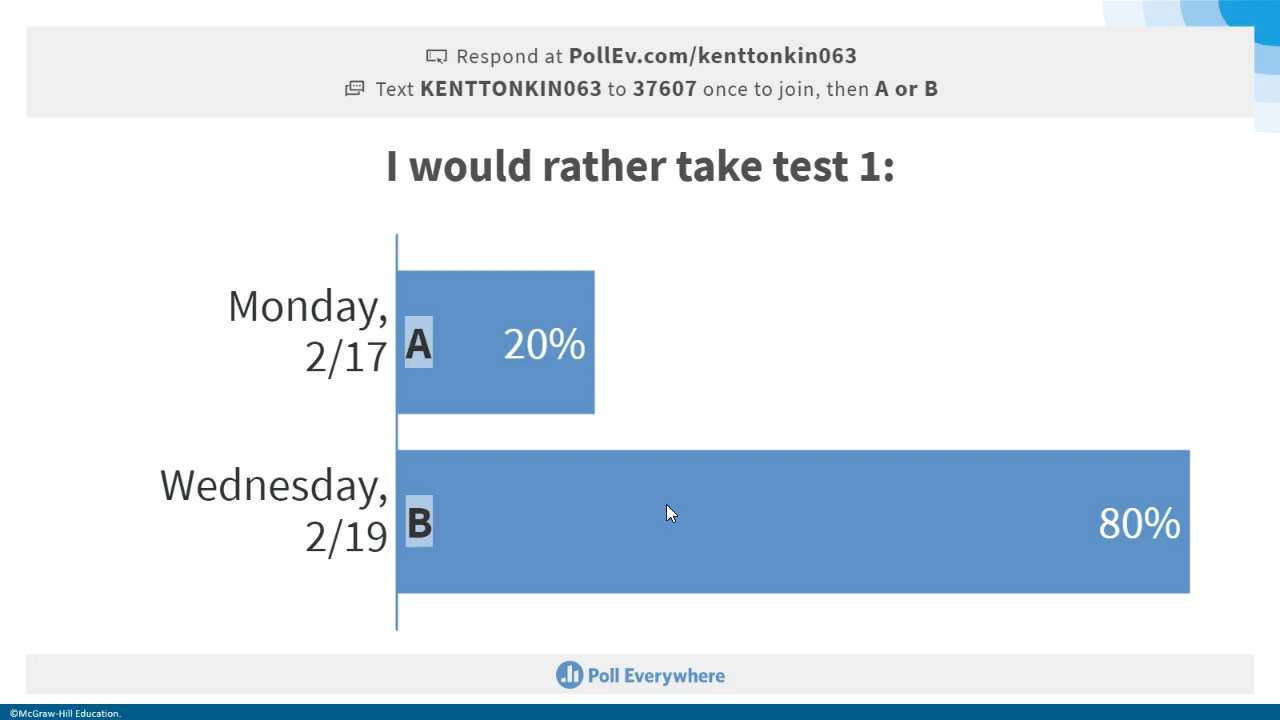 Respond at PollEv.com/kenttonkin063
Text KENTTONKIN063 to 37607 once to join, then A or B
I would rather take test 1:
Monday,
2/17
A
20%
Wednesday,
2/19
B
80%
Poll Everywhere
©McGraw-Hill Education.